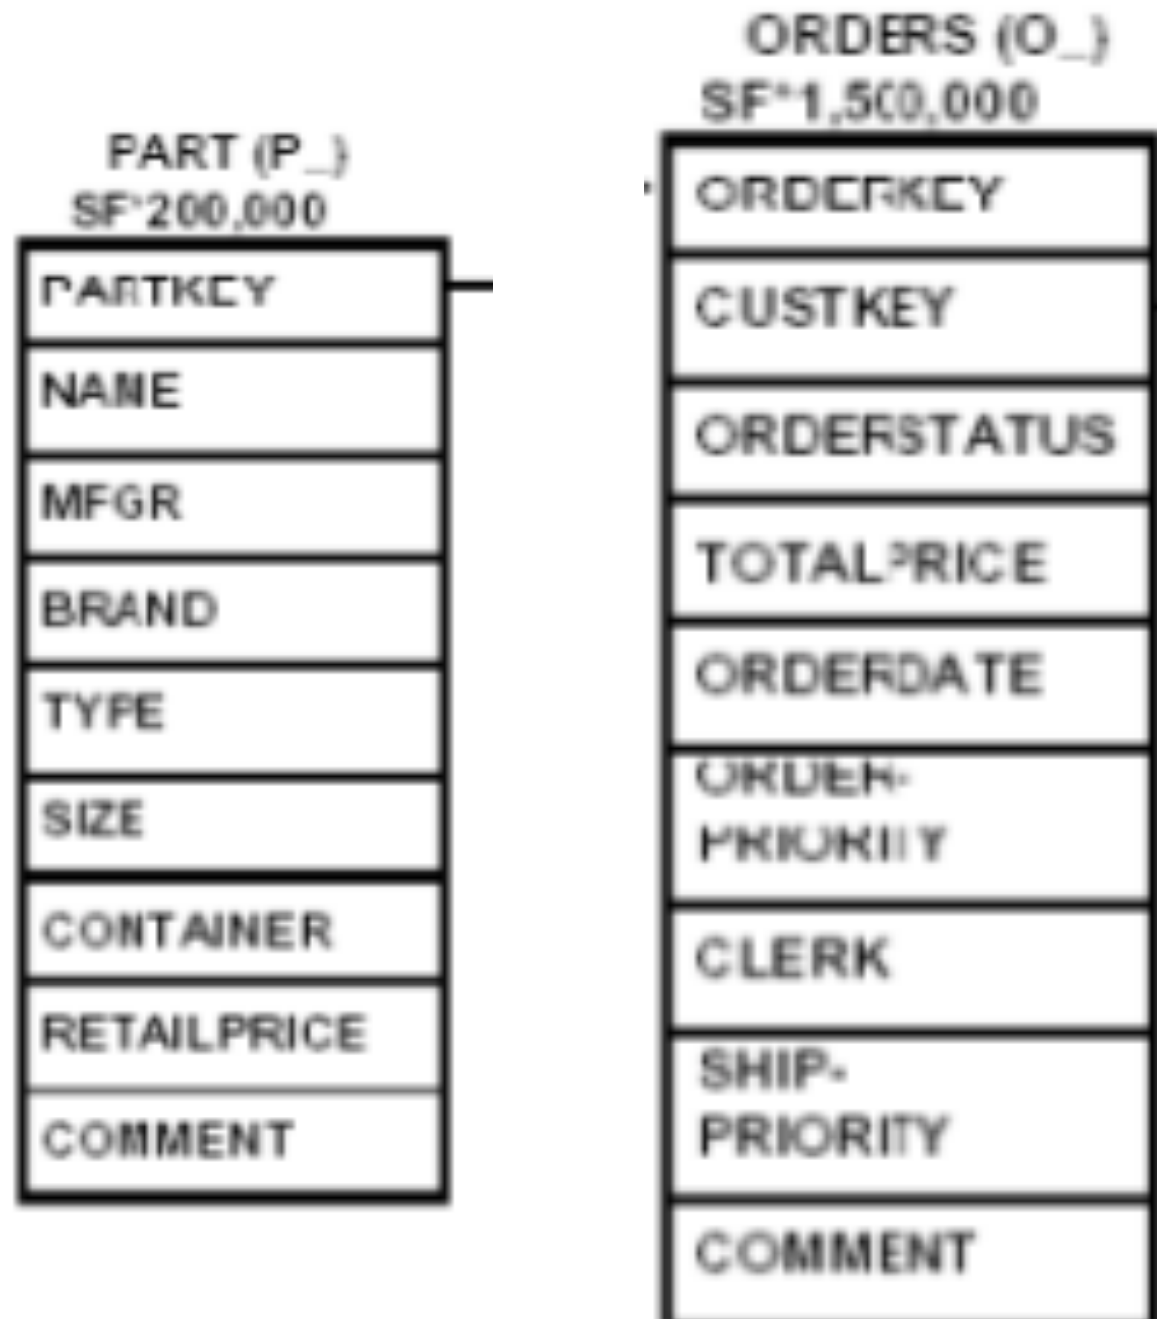 PART (P_)
SF*200,000
PARTKEY
NAME
MFGR
BRAND
TYPE
SIZE
CONTAINER
RETAILPRICE
COMMENT
ORDERS (O_)
SF*1,500,000
ORDERKEY
CUSTKEY
ORDERSTATUS
TOTALPRICE
ORDERDATE
ORDER-
PRIORITY
CLERK
SHIP-
PRIORITY
COMMENT